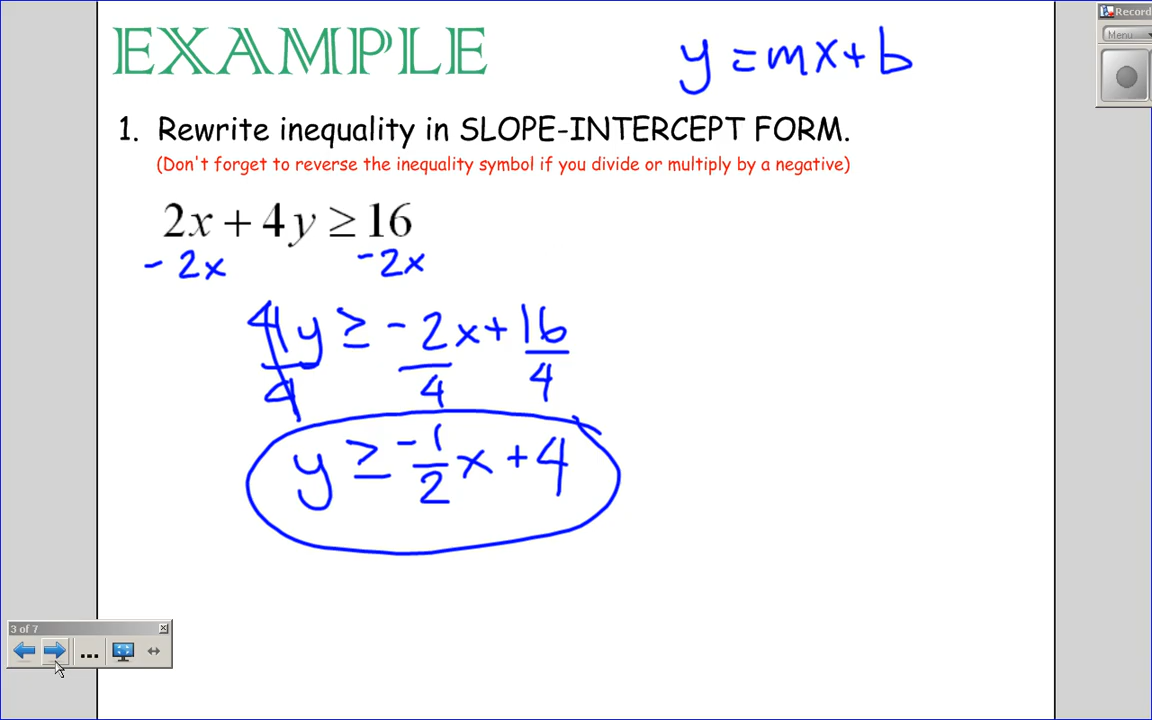 EXAMPLE
y = mx + b
1. Rewrite inequality in SLOPE-INTERCEPT FORM.
(Don't forget to reverse the inequality symbol if you divide or multiply by a negative)
2x + 4y ≥ 16
- 2x - 2x
4y ≥ - 2x + 16
4 4 4
y ≥ -1/2 x + 4
3 of 7
...
Record
Menu